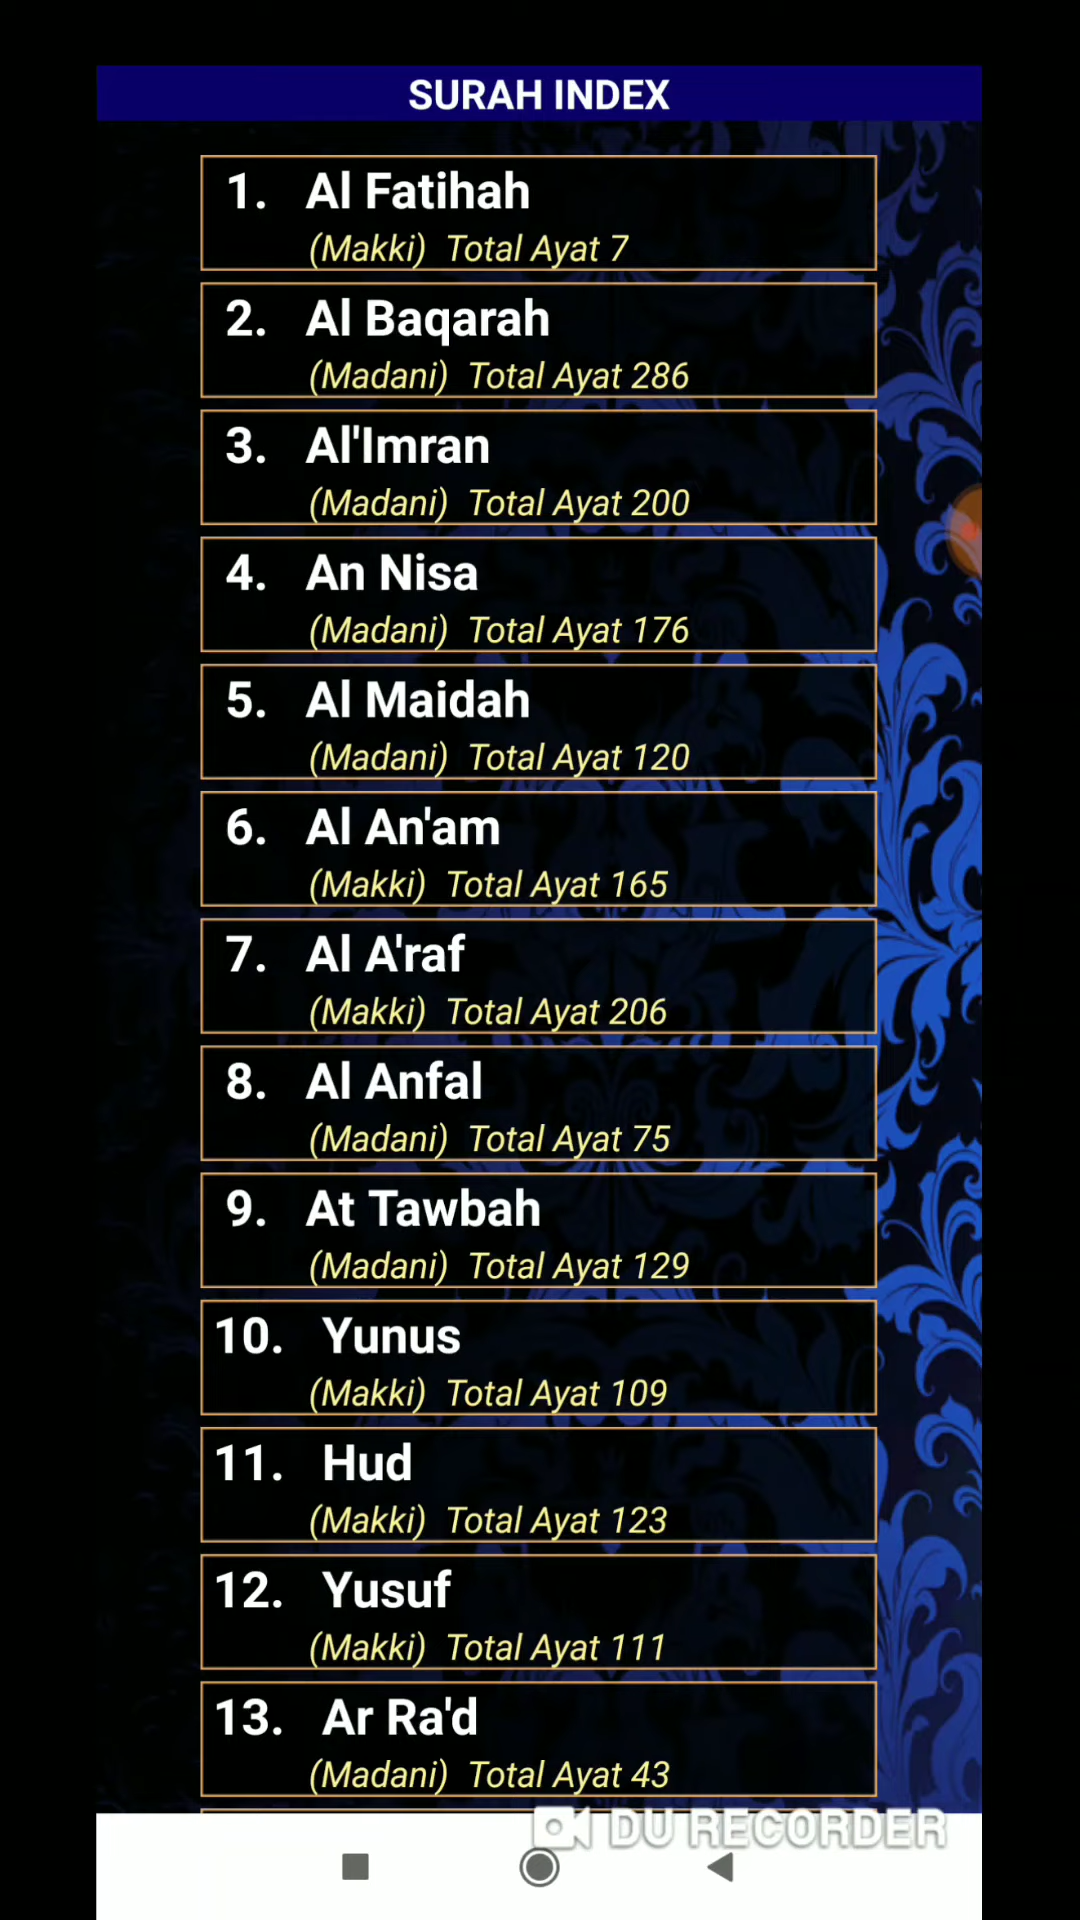 SURAH INDEX
1. Al Fatihah
(Makki) Total Ayat 7
2. Al Baqarah
(Madani) Total Ayat 286
3. Al'Imran
(Madani) Total Ayat 200
4. An Nisa
(Madani) Total Ayat 176
5. Al Maidah
(Madani) Total Ayat 120
6. Al An'am
(Makki) Total Ayat 165
7. Al A'raf
(Makki) Total Ayat 206
8. Al Anfal
(Madani) Total Ayat 75
9. At Tawbah
(Madani) Total Ayat 129
10. Yunus
(Makki) Total Ayat 109
11. Hud
(Makki) Total Ayat 123
12. Yusuf
(Makki) Total Ayat 111
13. Ar Ra'd
(Madani) Total Ayat 43
DU RECORDER